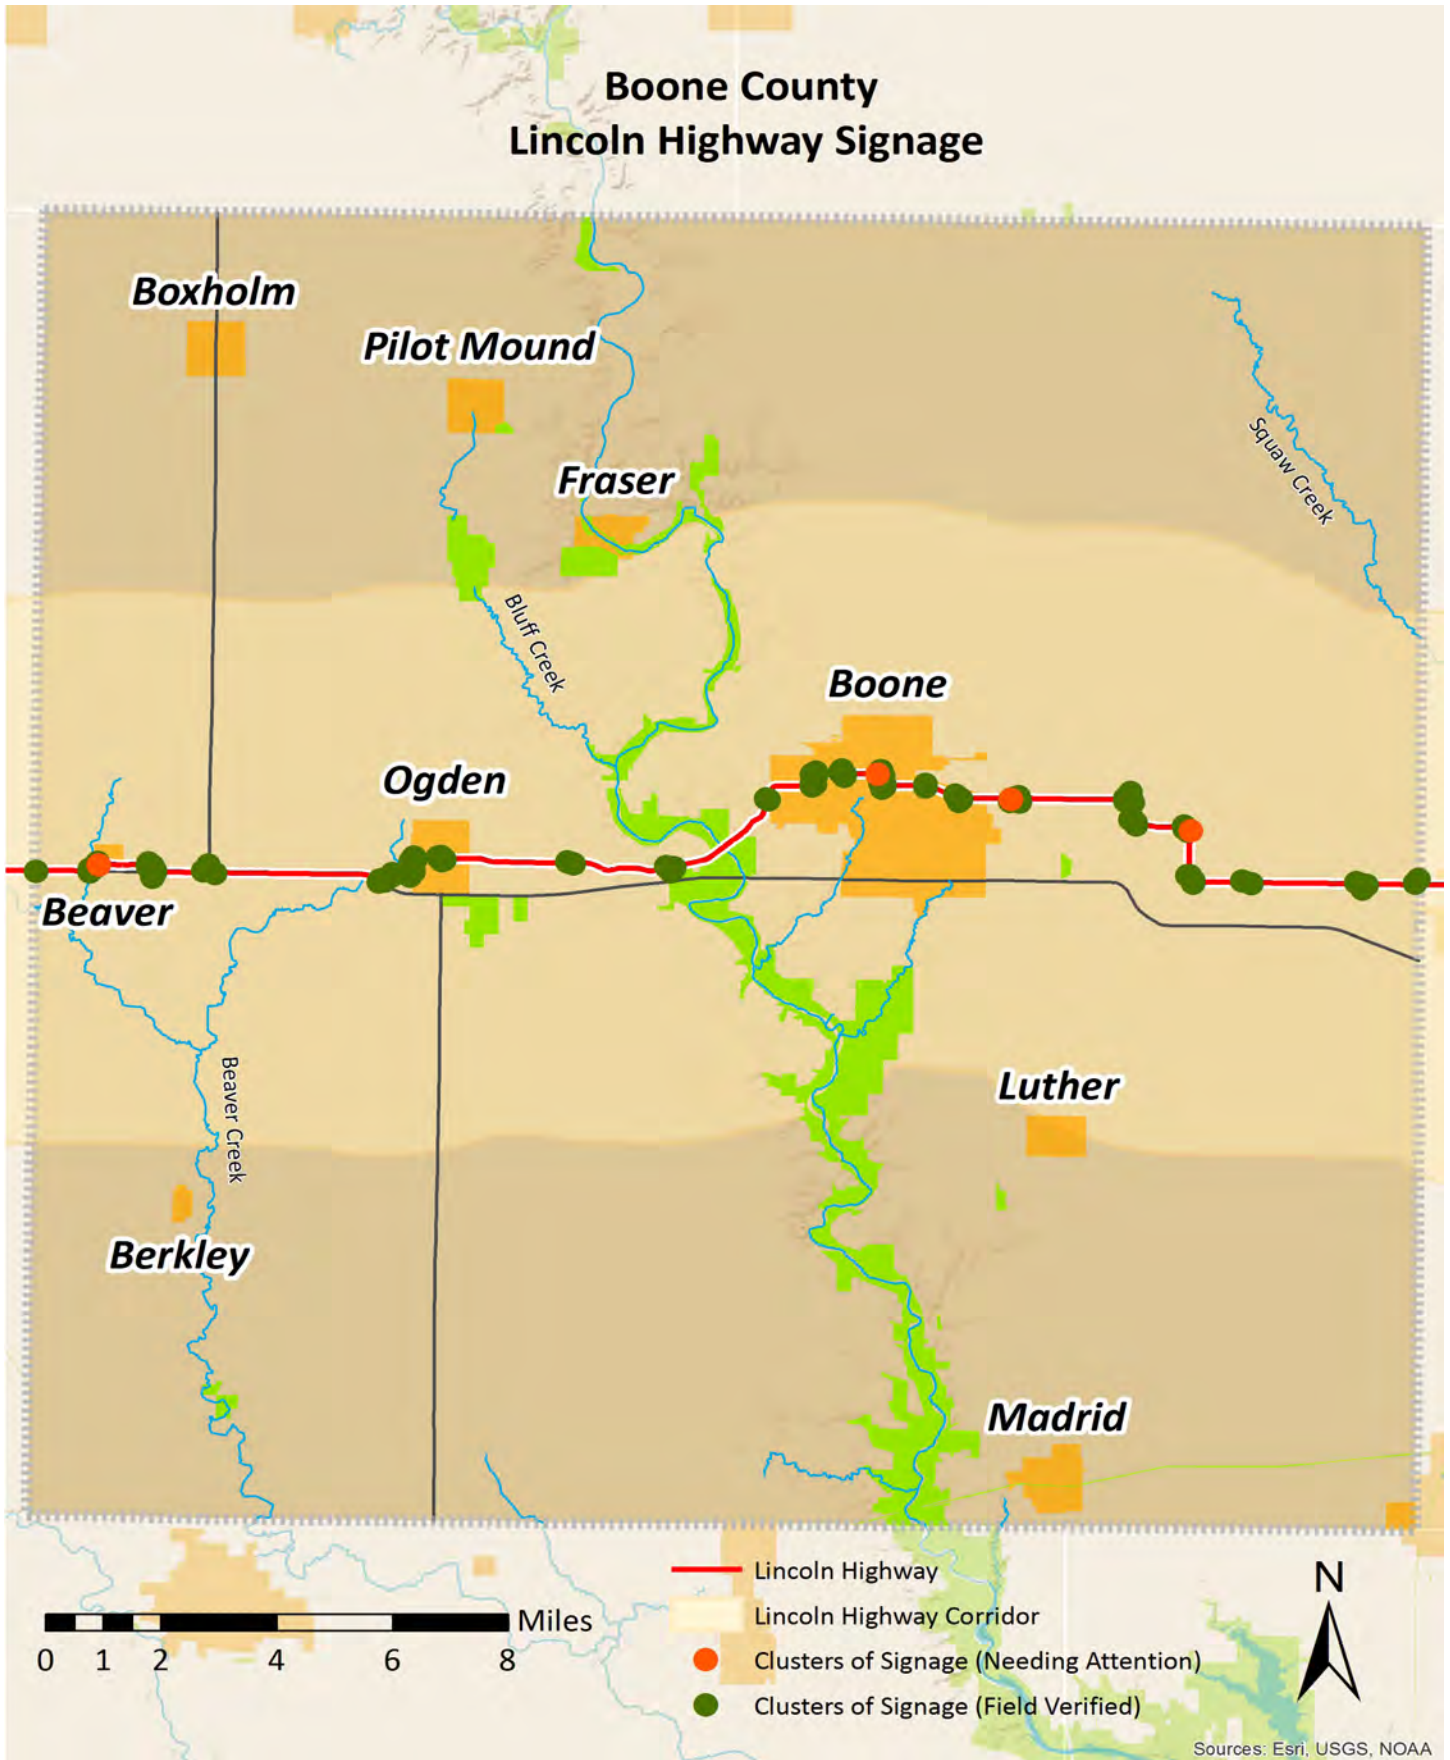 Boone County
Lincoln Highway Signage
Boxholm
Pilot Mound
Squaw Creek
Fraser
Bluff Creek
Boone
Ogden
Beaver
Beaver Creek
Luther
Berkley
Madrid
Lincoln Highway
Lincoln Highway Corridor
Clusters of Signage (Needing Attention)
Clusters of Signage (Field Verified)
N
Miles
0 1 2 4 6 8
Sources: Esri, USGS, NOAA